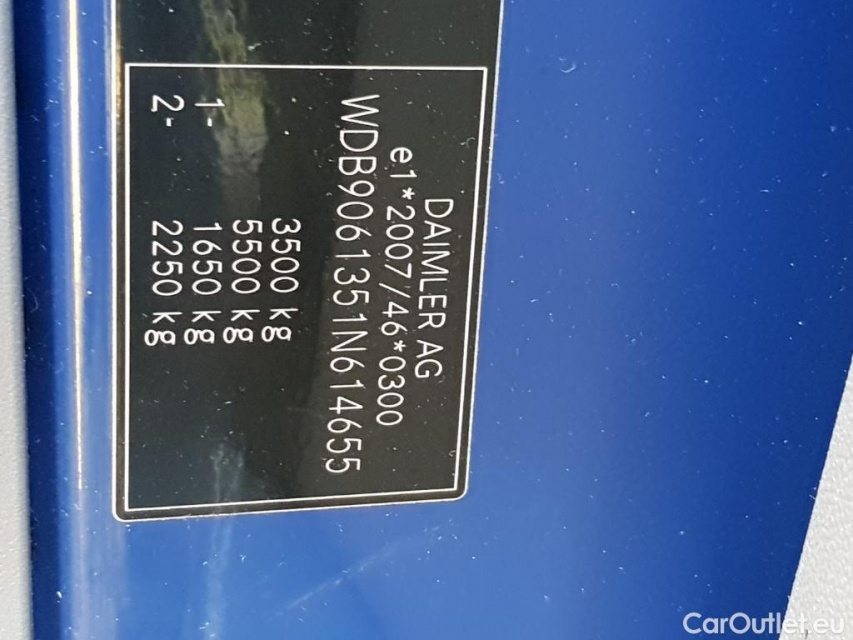 DAIMLER AG
e1*2007/46*0300
WDB9061351N614655
3500 kg
5500 kg
1- 1650 kg
2- 2250 kg
CarOutlet.eu